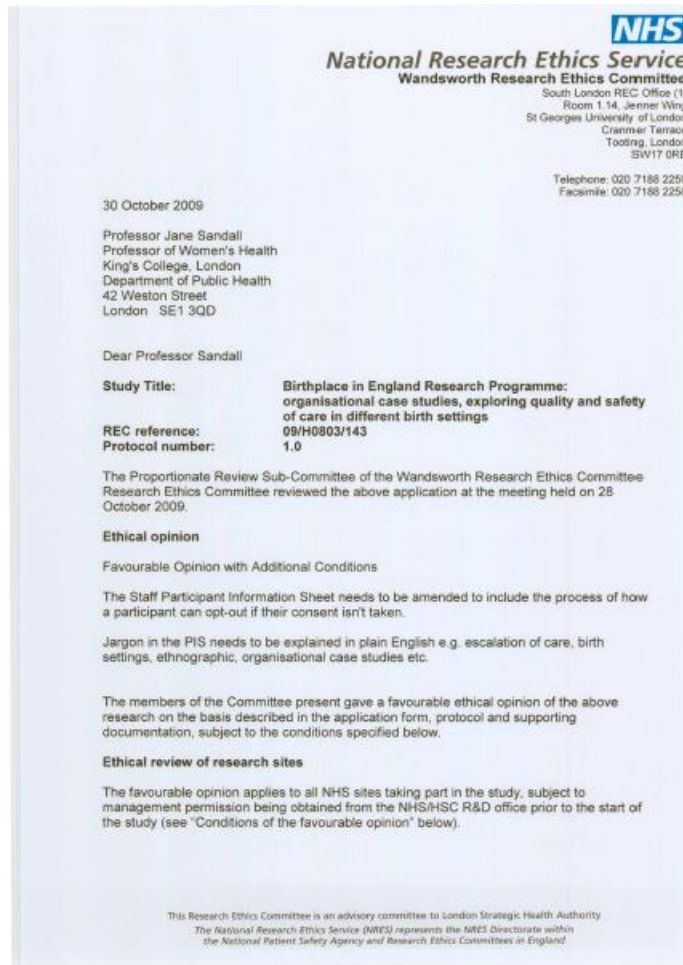 NHS
National Research Ethics Service
Wandsworth Research Ethics Committee
South London REC Office (1
Room 1.14, Jenner Wing
St Georges University of London
Cranmer Terrace
Tooting, London
SW17 0RE
Telephone: 020 7188 225
Facsimile: 020 7188 225
30 October 2009
Professor Jane Sandall
Professor of Women's Health
King's College, London
Department of Public Health
42 Weston Street
London SE1 3QD
Dear Professor Sandall
Study Title: Birthplace in England Research Programme:
organisational case studies, exploring quality and safety
of care in different birth settings
REC reference: 09/H0803/143
Protocol number: 1.0
The Proportionate Review Sub-Committee of the Wandsworth Research Ethics Committee
Research Ethics Committee reviewed the above application at the meeting held on 28
October 2009.
Ethical opinion
Favourable Opinion with Additional Conditions
The Staff Participant Information Sheet needs to be amended to include the process of how
a participant can opt-out if their consent isn't taken.
Jargon in the PIS needs to be explained in plain English e.g. escalation of care, birth
settings, ethnographic, organisational case studies etc.
The members of the Committee present gave a favourable ethical opinion of the above
research on the basis described in the application form, protocol and supporting
documentation, subject to the conditions specified below.
Ethical review of research sites
The favourable opinion applies to all NHS sites taking part in the study, subject to
management permission being obtained from the NHS/HSC R&D office prior to the start of
the study (see "Conditions of the favourable opinion" below).
This Research Ethics Committee is an advisory committee to London Strategic Health Authority
The National Research Ethics Service (NRES) represents the NRES Directorate within
the National Patient Safety Agency and Research Ethics Committees in England